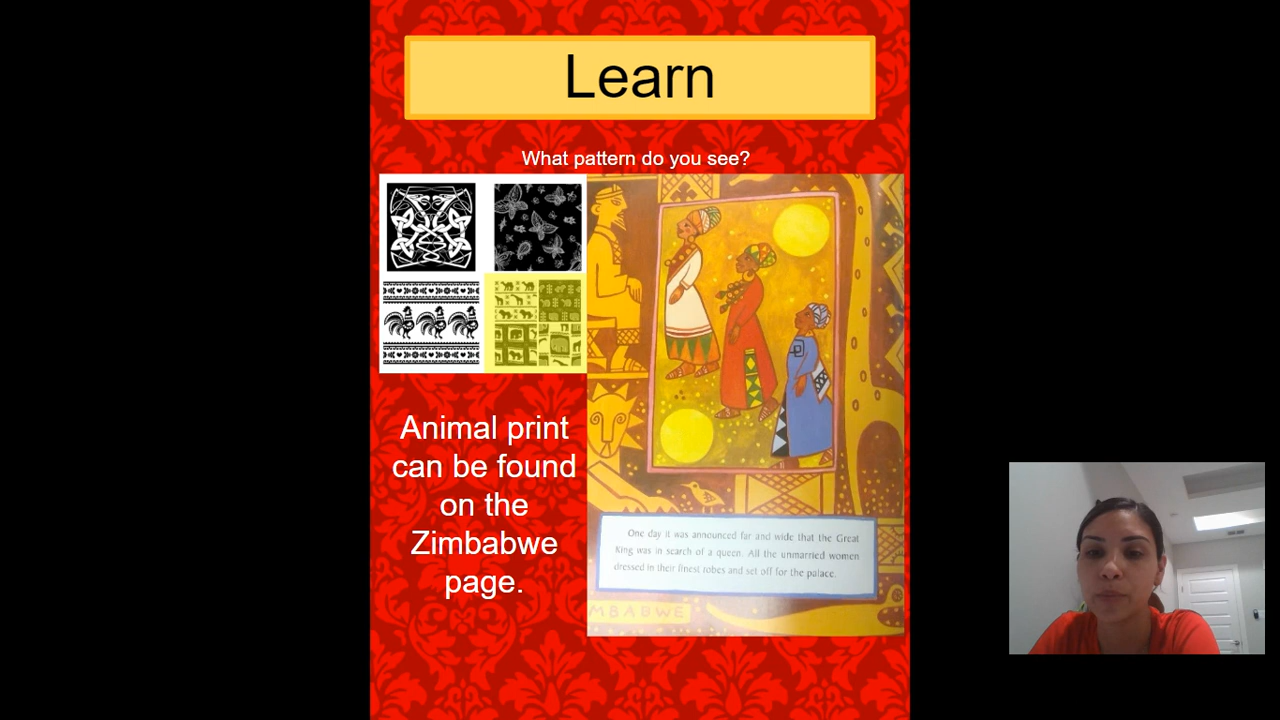 Learn
What pattern do you see?
Animal print
can be found
on the
Zimbabwe
page.
One day it was announced far and wide that the Great
King was in search of a queen. All the unmarried women
dressed in their finest robes and set off for the palace.
MBABWE